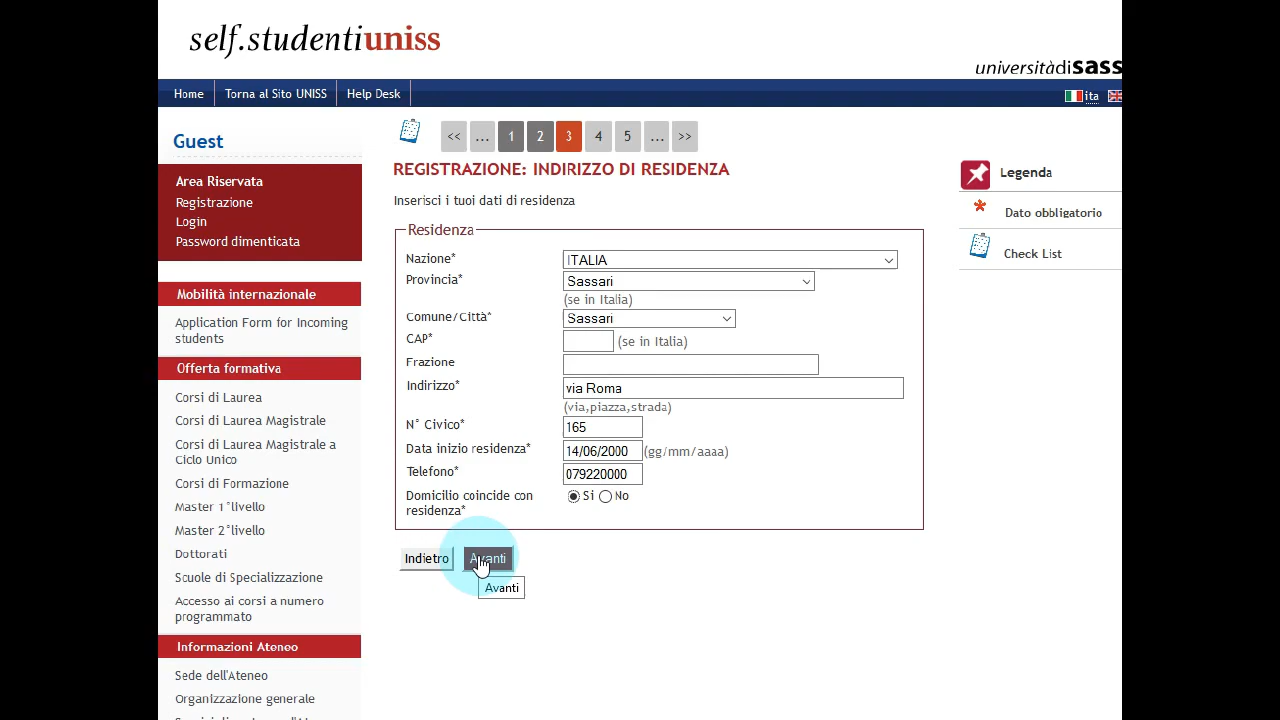 self.studentiuniss
universitàdisass
Home
Torna al Sito UNISS
Help Desk
ita
Guest
<< ... 1 2 3 4 5 ... >>
Area Riservata
Registrazione
Login
Password dimenticata
Mobilità internazionale
Application Form for Incoming
students
Offerta formativa
Corsi di Laurea
Corsi di Laurea Magistrale
Corsi di Laurea Magistrale a
Ciclo Unico
Corsi di Formazione
Master 1°livello
Master 2°livello
Dottorati
Scuole di Specializzazione
Accesso ai corsi a numero
programmato
Informazioni Ateneo
Sede dell'Ateneo
Organizzazione generale
REGISTRAZIONE: INDIRIZZO DI RESIDENZA
Inserisci i tuoi dati di residenza
Residenza
Nazione* ITALIA
Provincia* Sassari
(se in Italia)
Comune/Città* Sassari
CAP* (se in Italia)
Frazione
Indirizzo* via Roma
(via,piazza,strada)
N° Civico* 165
Data inizio residenza* 14/06/2000 (gg/mm/aaaa)
Telefono* 079220000
Domicilio coincide con Si No
residenza*
Indietro Avanti
Avanti
Legenda
* Dato obbligatorio
Check List